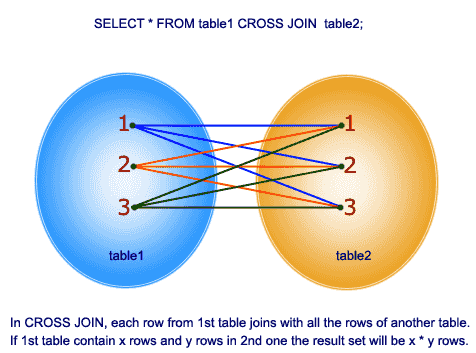 SELECT * FROM table1 CROSS JOIN table2;
1 1
2 2
3 3
table1 table2
In CROSS JOIN, each row from 1st table joins with all the rows of another table.
If 1st table contain x rows and y rows in 2nd one the result set will be x * y rows.